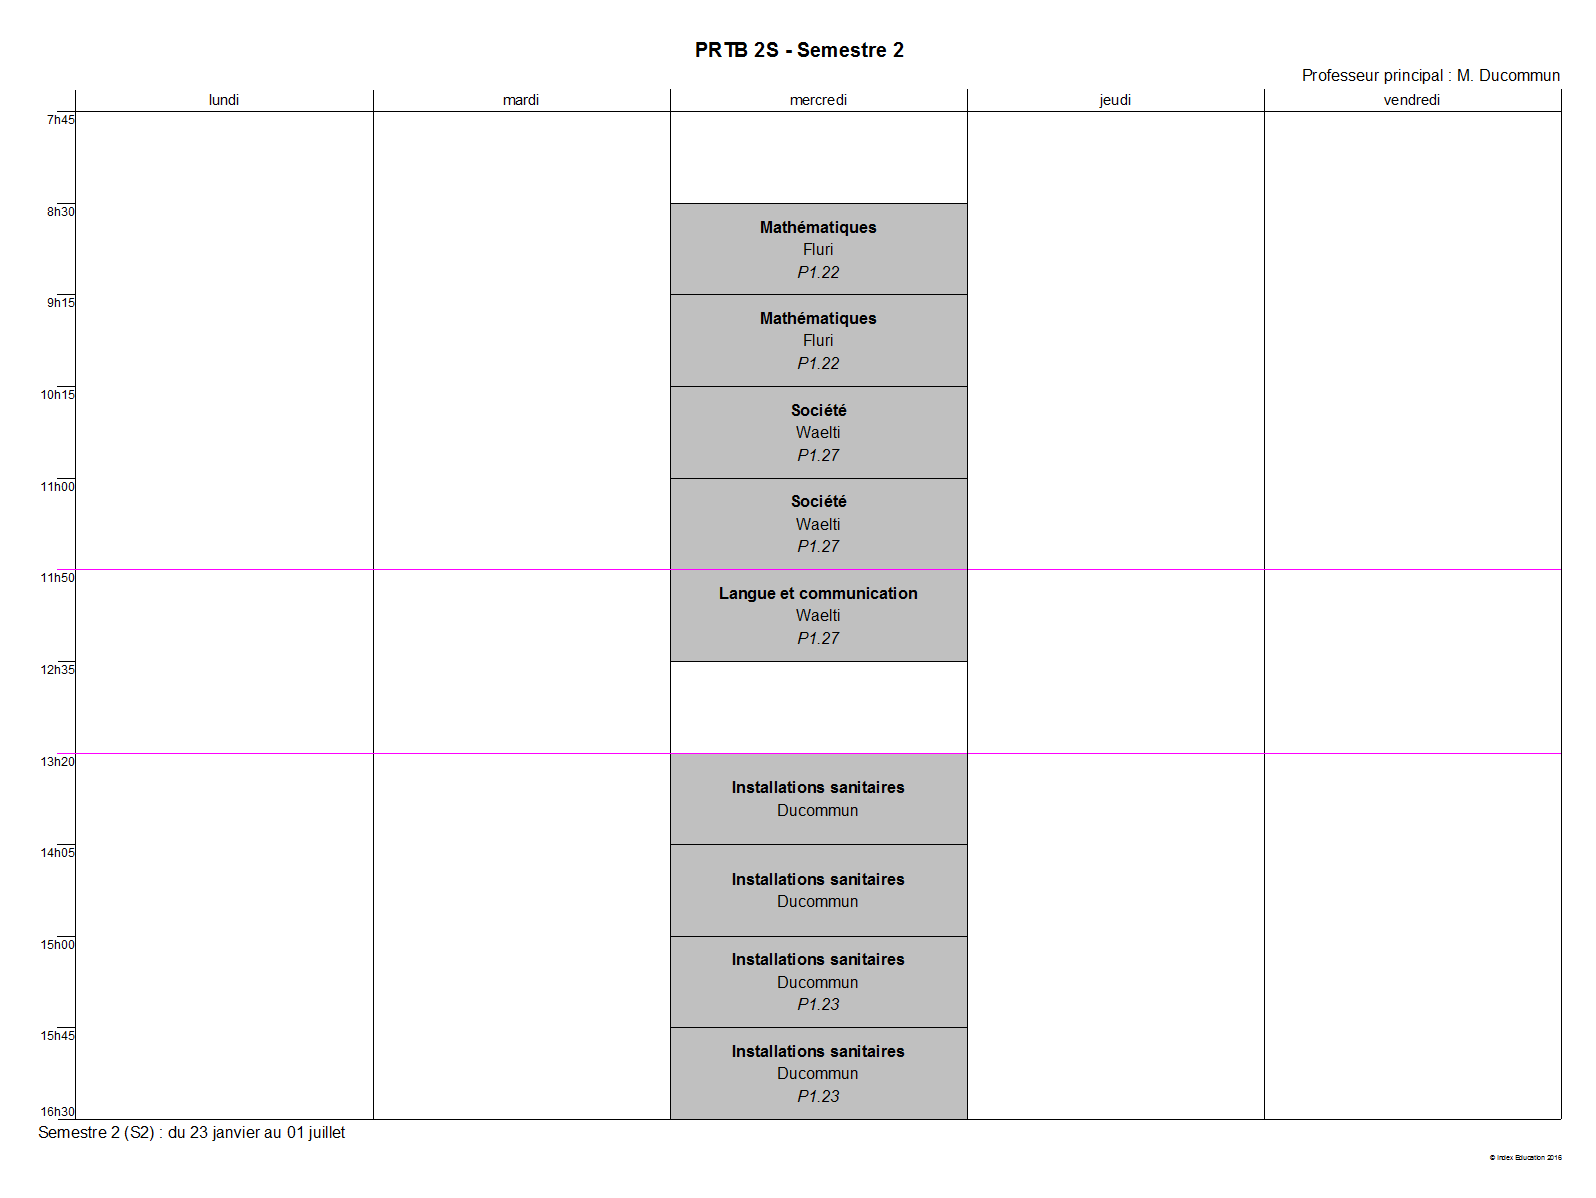 PRTB 2S - Semestre 2
Professeur principal : M. Ducommun
lundi mardi mercredi jeudi vendredi
7h45
8h30
Mathématiques
Fluri
P1.22
9h15
Mathématiques
Fluri
P1.22
10h15
Société
Waelti
P1.27
11h00
Société
Waelti
P1.27
11h50
Langue et communication
Waelti
P1.27
12h35
13h20
Installations sanitaires
Ducommun
14h05
Installations sanitaires
Ducommun
15h00
Installations sanitaires
Ducommun
P1.23
15h45
Installations sanitaires
Ducommun
P1.23
16h30
Semestre 2 (S2) : du 23 janvier au 01 juillet
© Index Education 2016